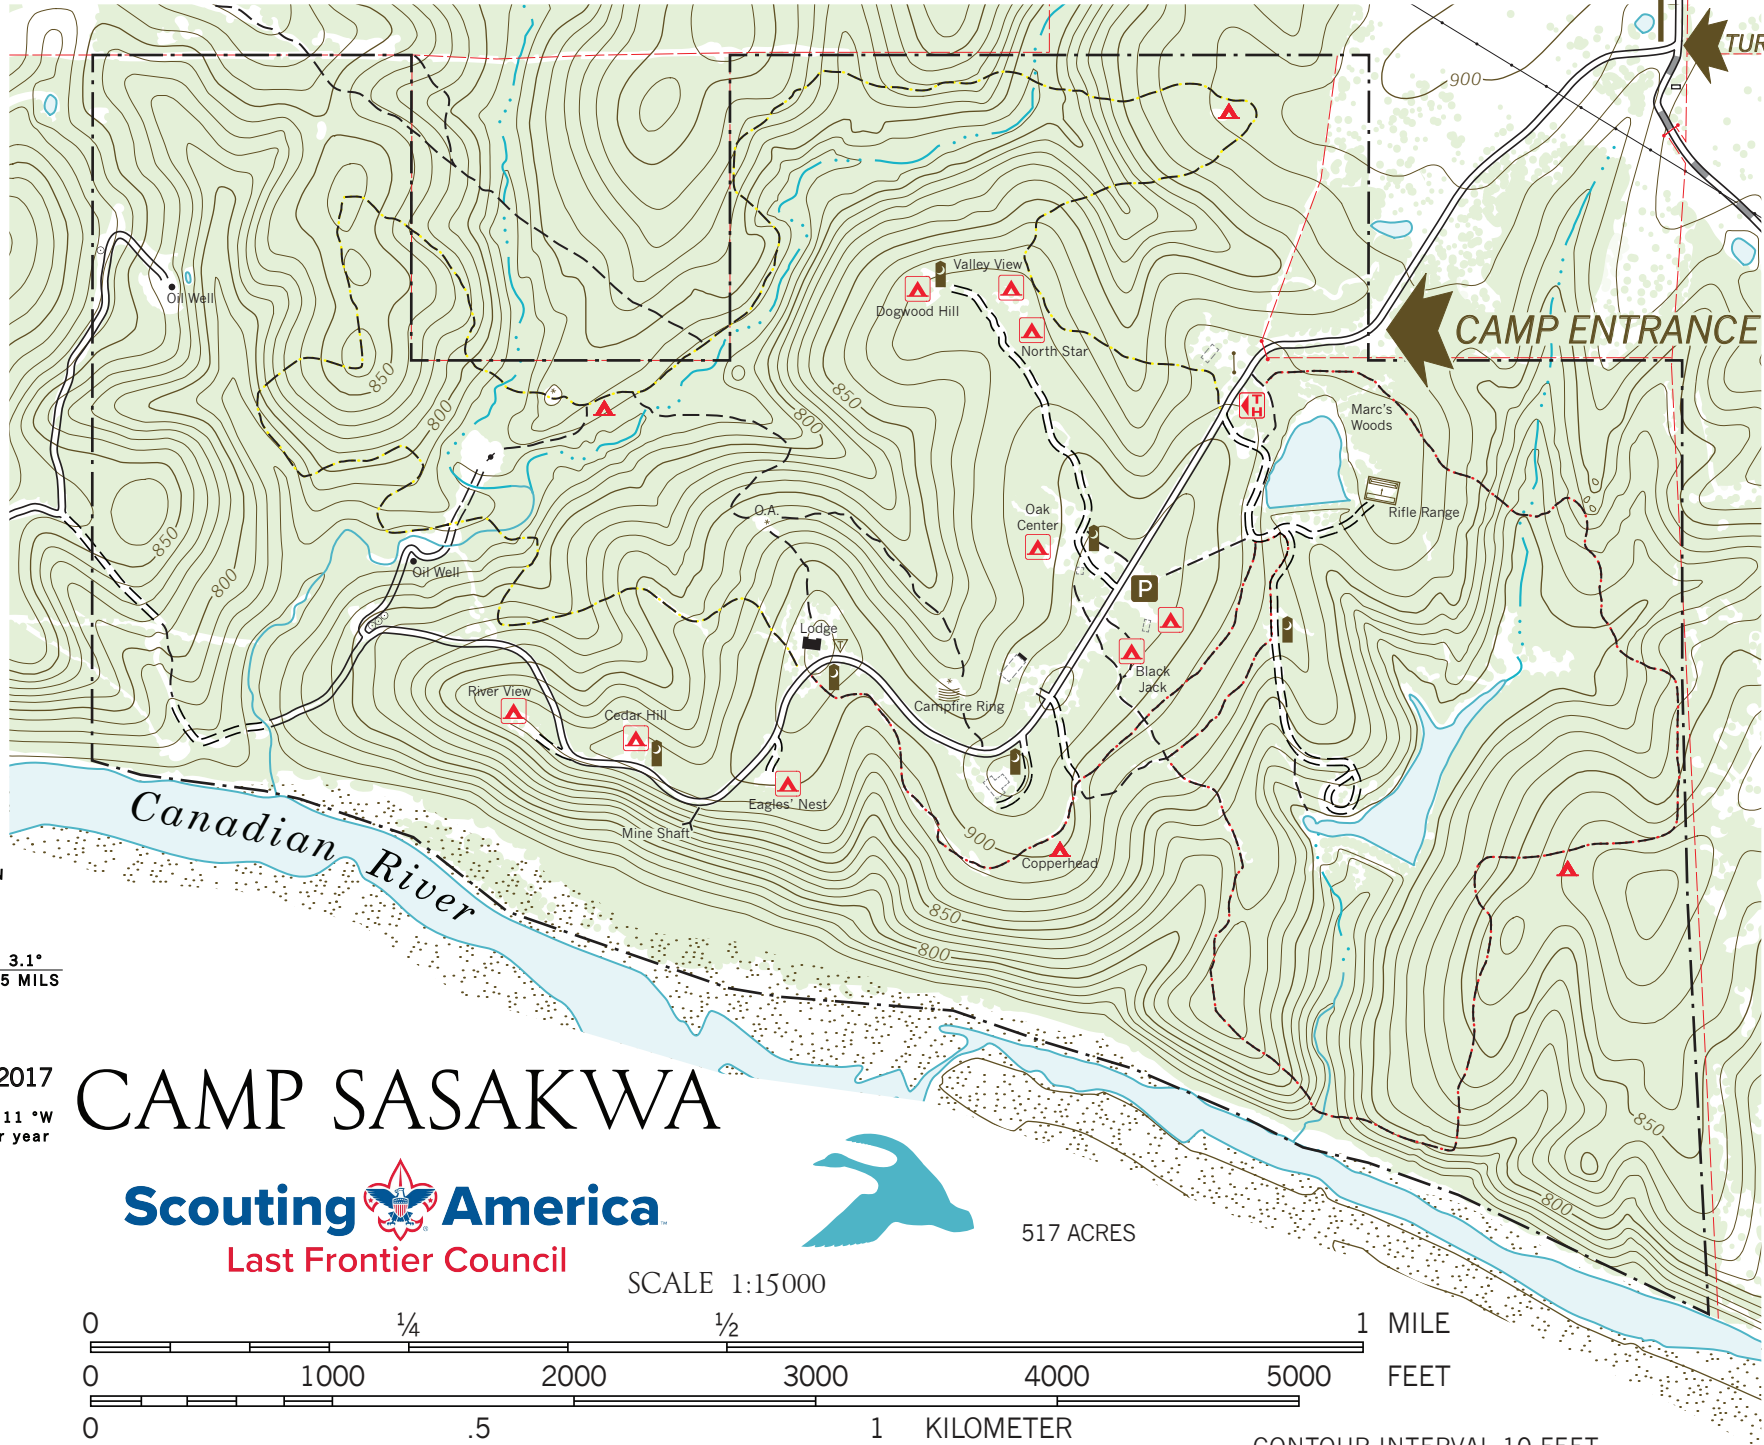 TUR
900
CAMP ENTRANCE
Oil Well
Valley View
Dogwood Hill
North Star
850
800
850
800
Marc's
Woods
TH
Rifle Range
Oak
Center
O.A.
850
800
Oil Well
P
Lodge
Black
Jack
River View
Cedar Hill
Campfire Ring
Eagles' Nest
Mine Shaft
900
Copperhead
Canadian River
850
800
3.1°
5 MILS
2017
11 °W
r year
850
800
CAMP SASAKWA
Scouting America
Last Frontier Council
517 ACRES
SCALE 1:15000
0 ¼ ½ 1 MILE
0 1000 2000 3000 4000 5000 FEET
0 .5 1 KILOMETER
CONTOUR INTERVAL 10 FEET